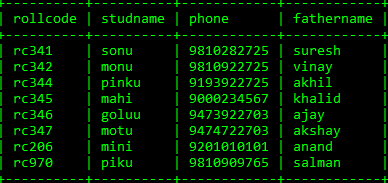 rollcode | studname | phone | fathername
rc341 | sonu | 9810282725 | suresh
rc342 | monu | 9810922725 | vinay
rc344 | pinku | 9193922725 | akhil
rc345 | mahi | 9000234567 | khalid
rc346 | goluu | 9473922703 | ajay
rc347 | motu | 9474722703 | akshay
rc206 | mini | 9201010101 | anand
rc970 | piku | 9810909765 | salman